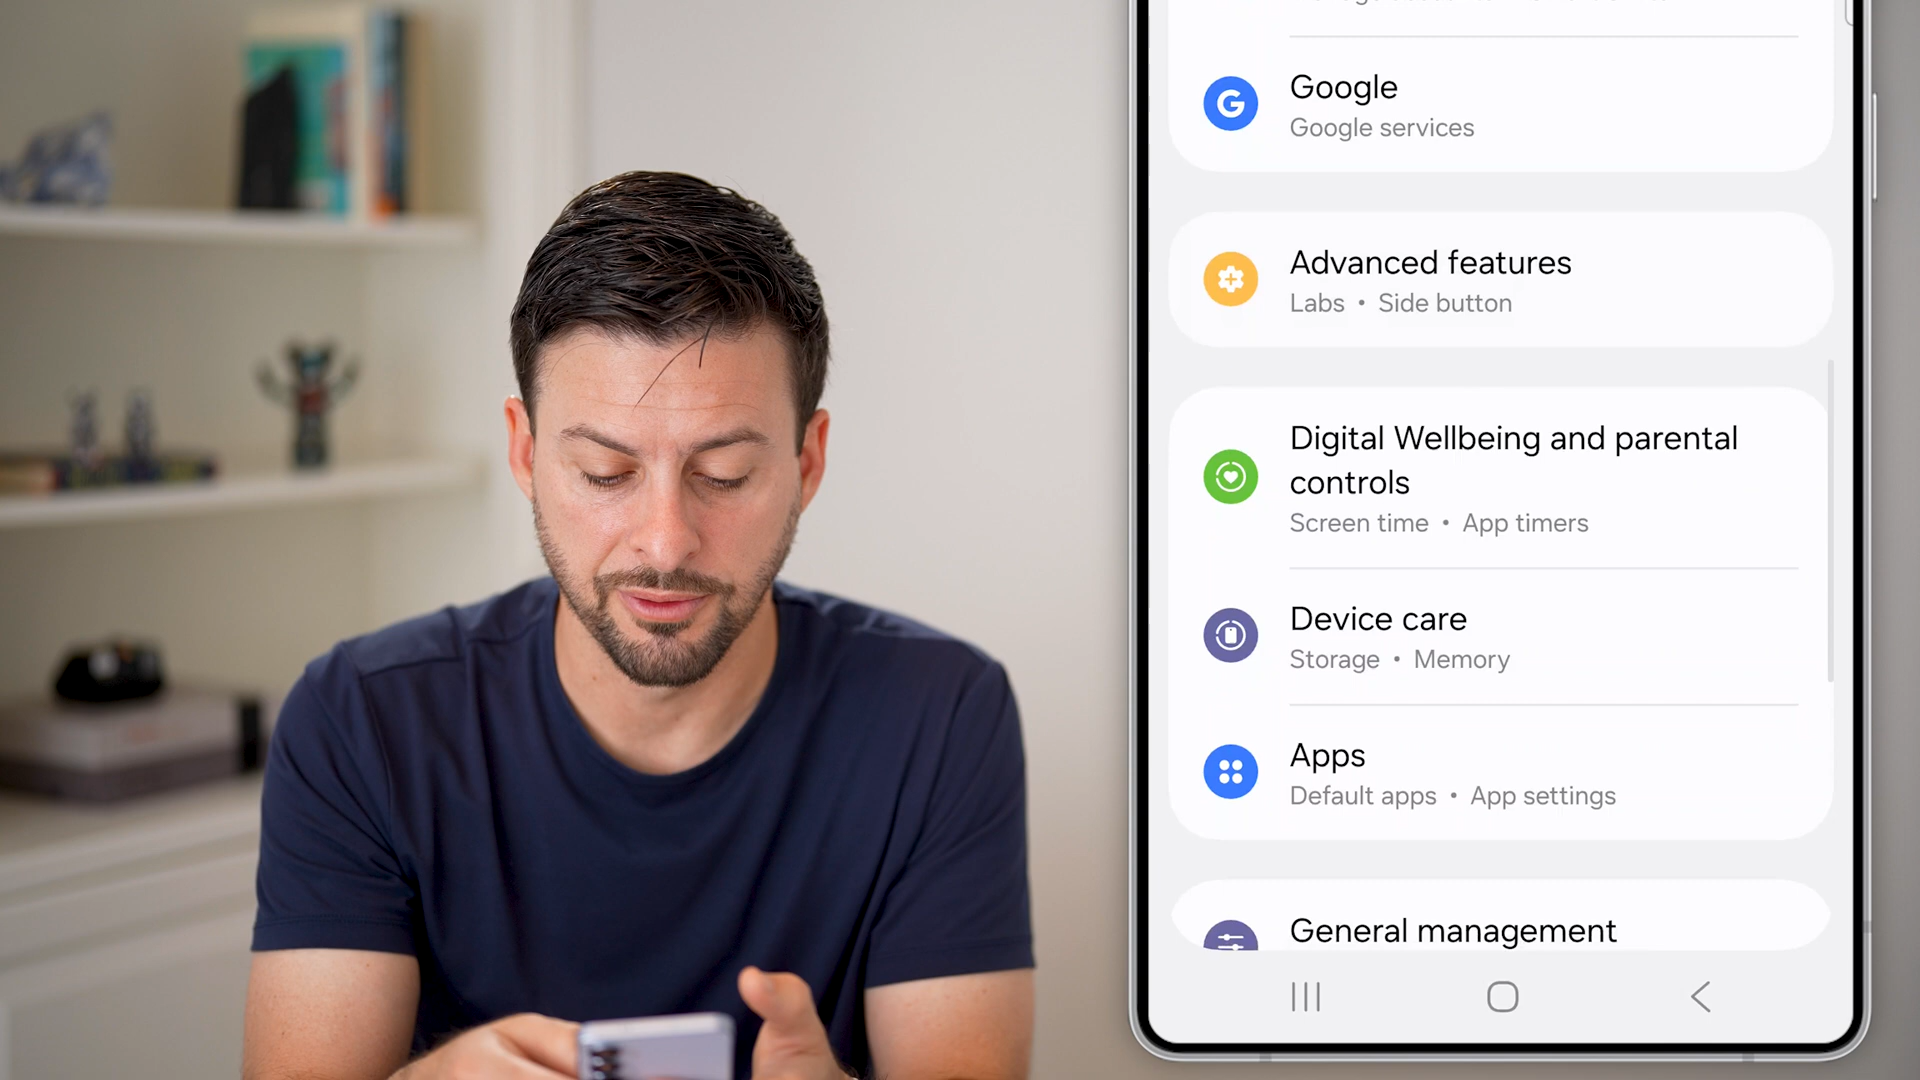 Google
Google services
Advanced features
Labs • Side button
Digital Wellbeing and parental
controls
Screen time • App timers
Device care
Storage • Memory
Apps
Default apps • App settings
General management